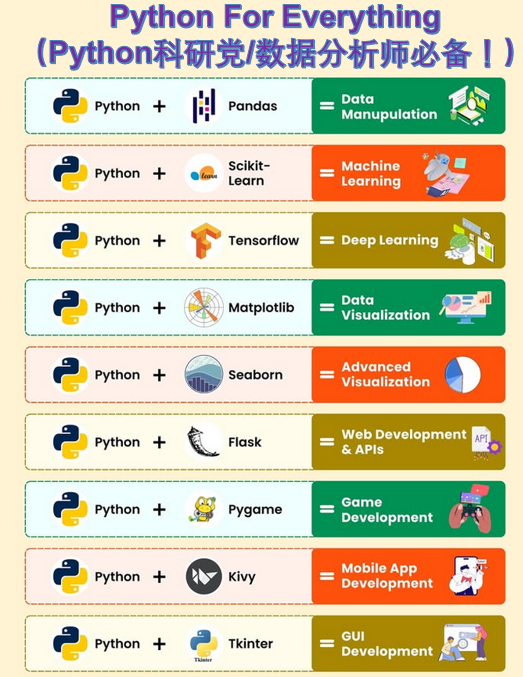 Python For Everything
(Python科研党/数据分析师必备！)
Python + Pandas = Data
Manupulation
Python + learn Scikit-
Learn = Machine
Learning
Python + Tensorflow = Deep Learning
Python + Matplotlib = Data
Visualization
Python + Seaborn = Advanced
Visualization
Python + Flask = Web Development
& APIs
API
Python + Pygame = Game
Development
Python + Kivy = Mobile App
Development
Python + Tkinter = GUI
Development
Tkinter